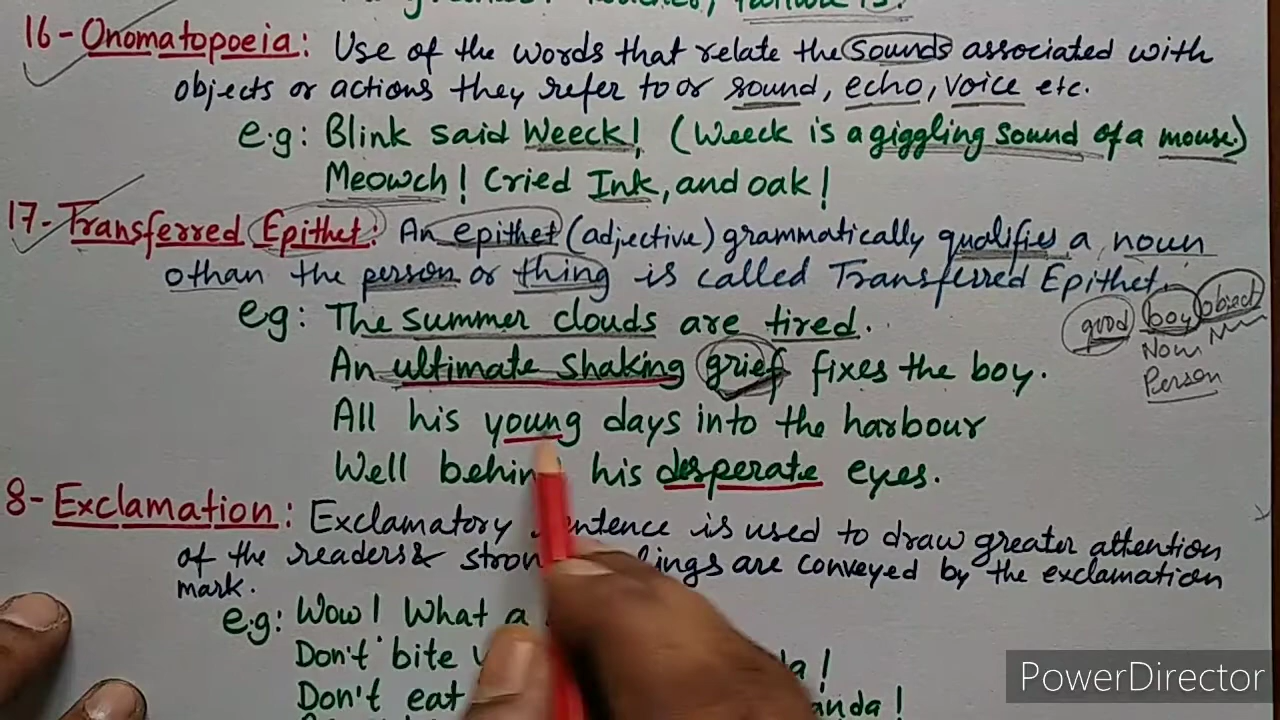 16- Onomatopoeia: Use of the words that relate the sounds associated with
objects or actions they refer to or sound, echo, voice etc.
e.g: Blink said Weeck! (Weeck is a giggling sound of a mouse.)
Meowch! Cried Ink, and oak!
17- Transferred Epithet: An epithet (adjective) grammatically qualifies a noun
othan the person or thing is called Transferred Epithet.
eg: The summer clouds are tired.
good boy object
An ultimate shaking grief fixes the boy.
Noun
Person
All his young days into the harbour
Well behind his desperate eyes.
8- Exclamation: Exclamatory sentence is used to draw greater attention
of the readers & are conveyed by the exclamation
mark.
e.g: Wow! What a
Don't bite
Don't eat
PowerDirector